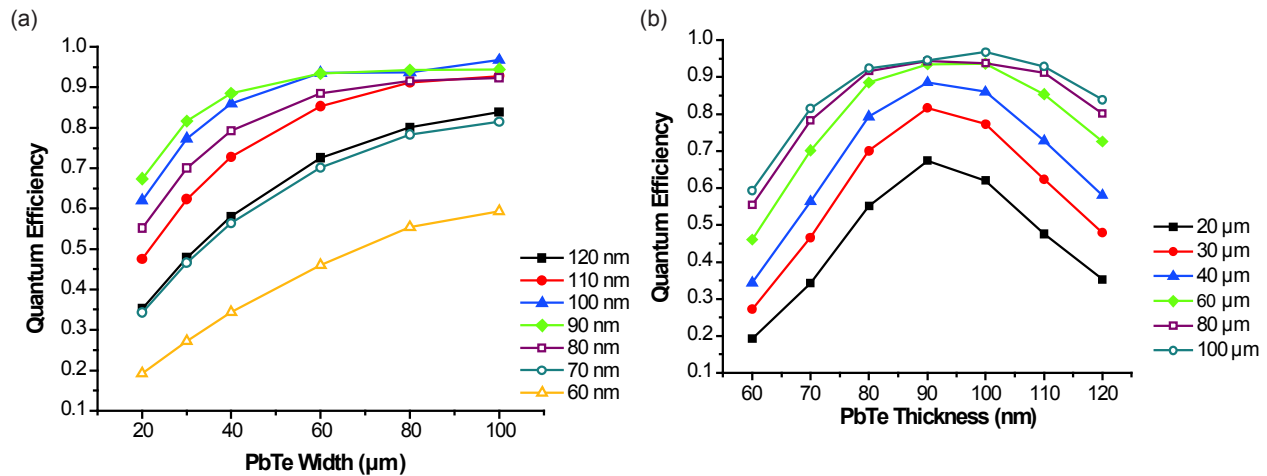 (a)
1.0
0.9
0.8
0.7
0.6
0.5
0.4
0.3
0.2
0.1
Quantum Efficiency
20 40 60 80 100
PbTe Width (µm)
120 nm
110 nm
100 nm
90 nm
80 nm
70 nm
60 nm
(b)
1.0
0.9
0.8
0.7
0.6
0.5
0.4
0.3
0.2
0.1
Quantum Efficiency
60 70 80 90 100 110 120
PbTe Thickness (nm)
20 µm
30 µm
40 µm
60 µm
80 µm
100 µm